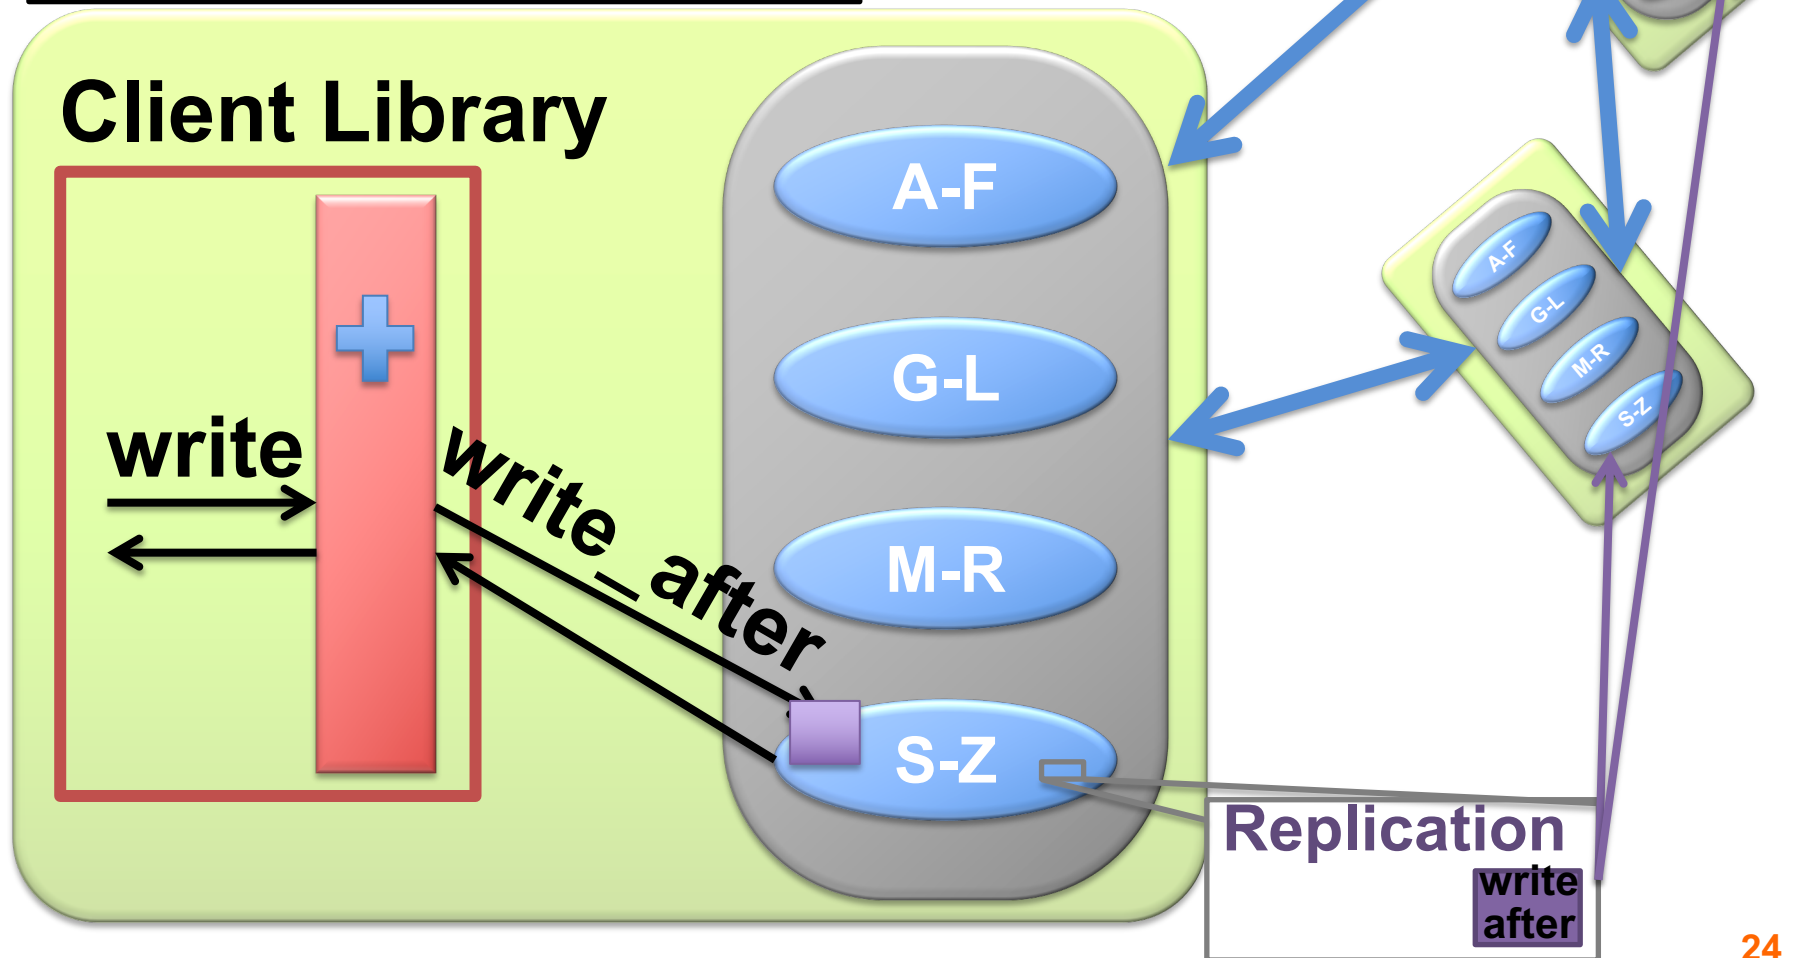 Client Library
A-F
G-L
M-R
S-Z
write
write_after
A-F
G-L
M-R
S-Z
Replication
write
after
24